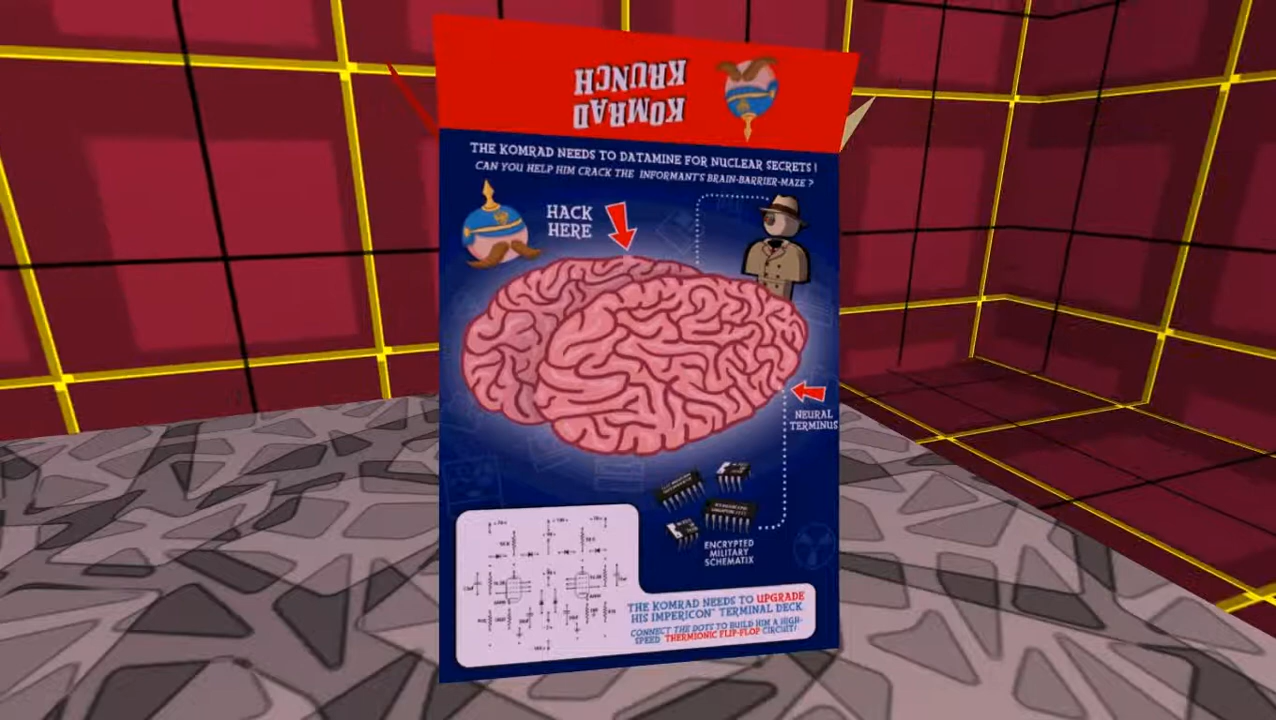 KOMRAD
KRUNCH
THE KOMRAD NEEDS TO DATAMINE FOR NUCLEAR SECRETS!
CAN YOU HELP HIM CRACK THE INFORMANT'S BRAIN-BARRIER-MAZE?
HACK
HERE
NEURAL
TERMINUS
ENCRYPTED
MILITARY
SCHEMATIX
THE KOMRAD NEEDS TO UPGRADE
HIS IMPERICON™ TERMINAL DECK
CONNECT THE DOTS TO BUILD HIM A HIGH-
SPEED THERMIONIC FLIP-FLOP CIRCUIT!